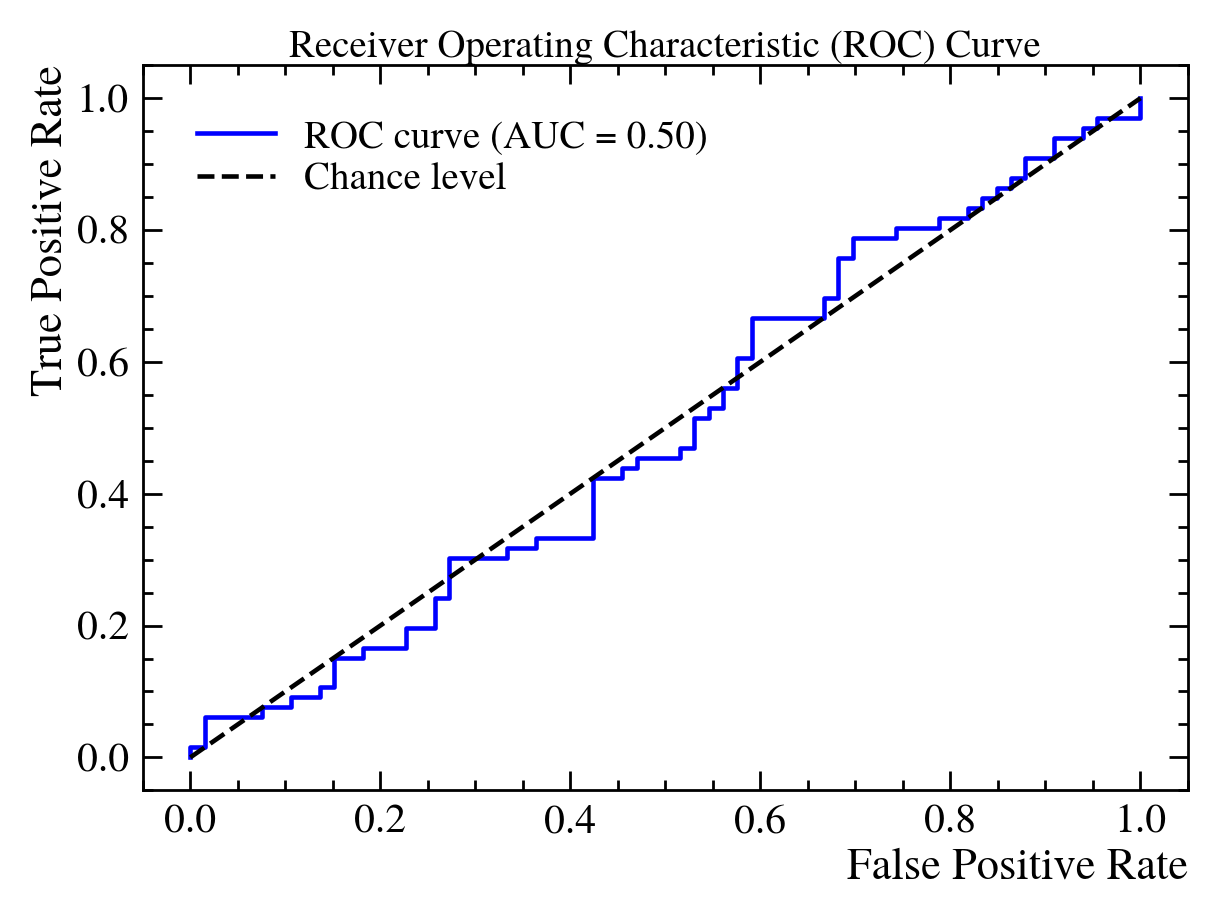 Receiver Operating Characteristic (ROC) Curve
True Positive Rate
1.0
0.8
0.6
0.4
0.2
0.0
ROC curve (AUC = 0.50)
Chance level
0.0 0.2 0.4 0.6 0.8 1.0
False Positive Rate